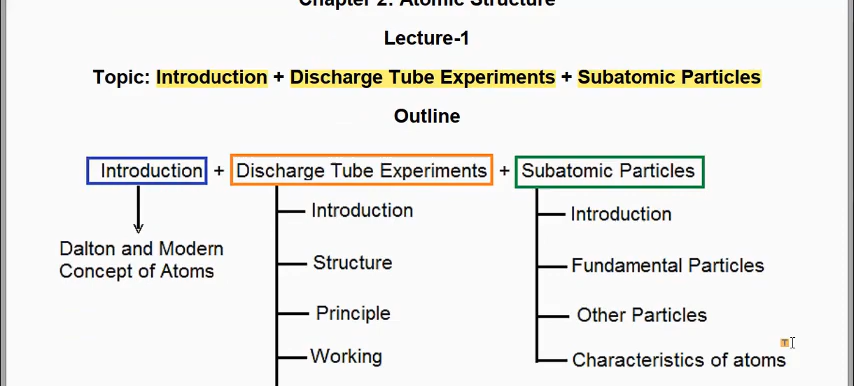 Chapter 2: Atomic Structure
Lecture-1
Topic: Introduction + Discharge Tube Experiments + Subatomic Particles
Outline
Introduction + Discharge Tube Experiments + Subatomic Particles
Dalton and Modern
Concept of Atoms
Introduction
Structure
Principle
Working
Introduction
Fundamental Particles
Other Particles
Characteristics of atoms